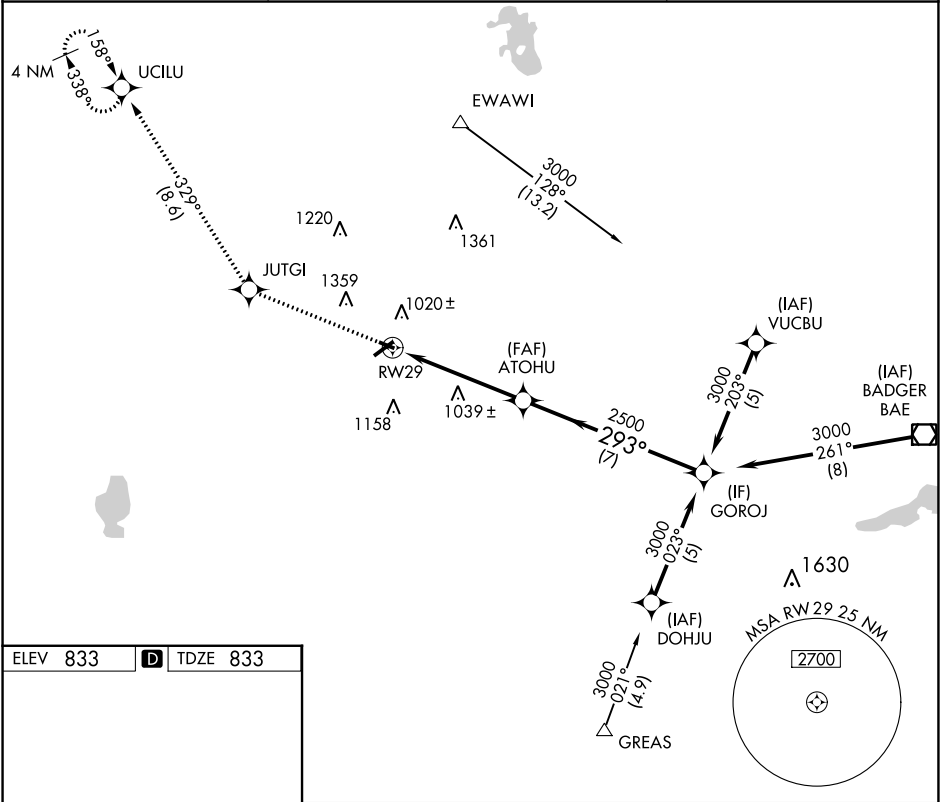 158°
4 NM
338°
UCILU
EWAWI
3000
128°
(13.2)
329°
(8.6)
1220
1361
JUTGI
1359
1020 ±
(IAF)
VUCBU
RW29
(FAF)
ATOHU
3000
203°
(5)
(IAF)
BADGER
BAE
1158
1039 ±
2500
293°
(7)
3000
261°
(8)
(IF)
GOROJ
3000
023°
(5)
1630
(IAF)
DOHJU
MSA RW 29 25 NM
2700
3000
021°
(4.9)
GREAS
ELEV 833 D TDZE 833